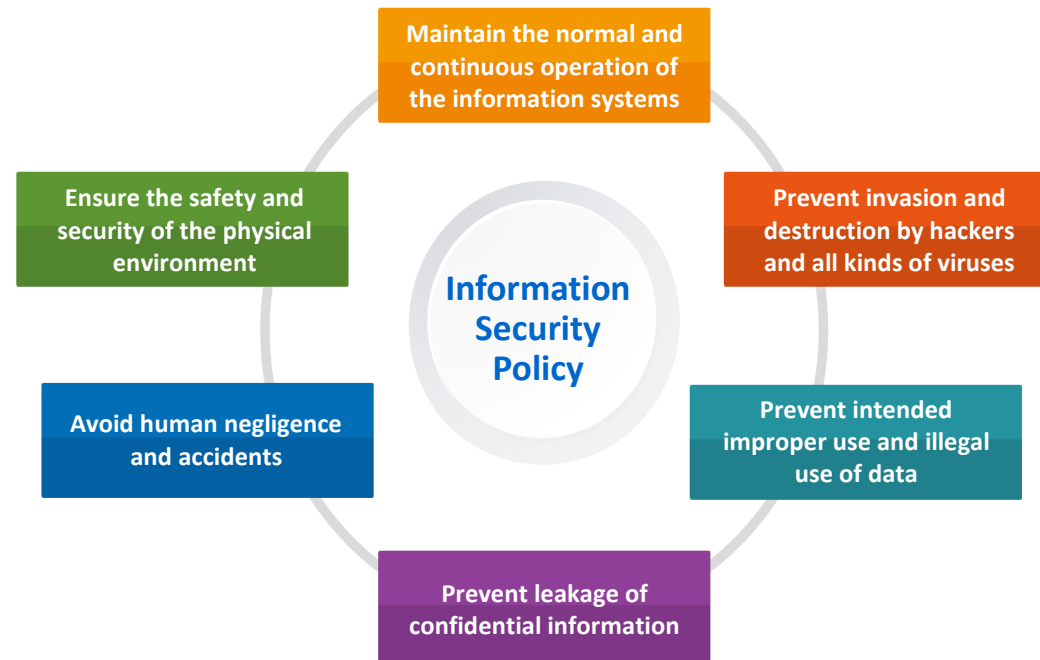 Maintain the normal and
continuous operation of
the information systems
Ensure the safety and
security of the physical
environment
Prevent invasion and
destruction by hackers
and all kinds of viruses
Information
Security
Policy
Avoid human negligence
and accidents
Prevent intended
improper use and illegal
use of data
Prevent leakage of
confidential information